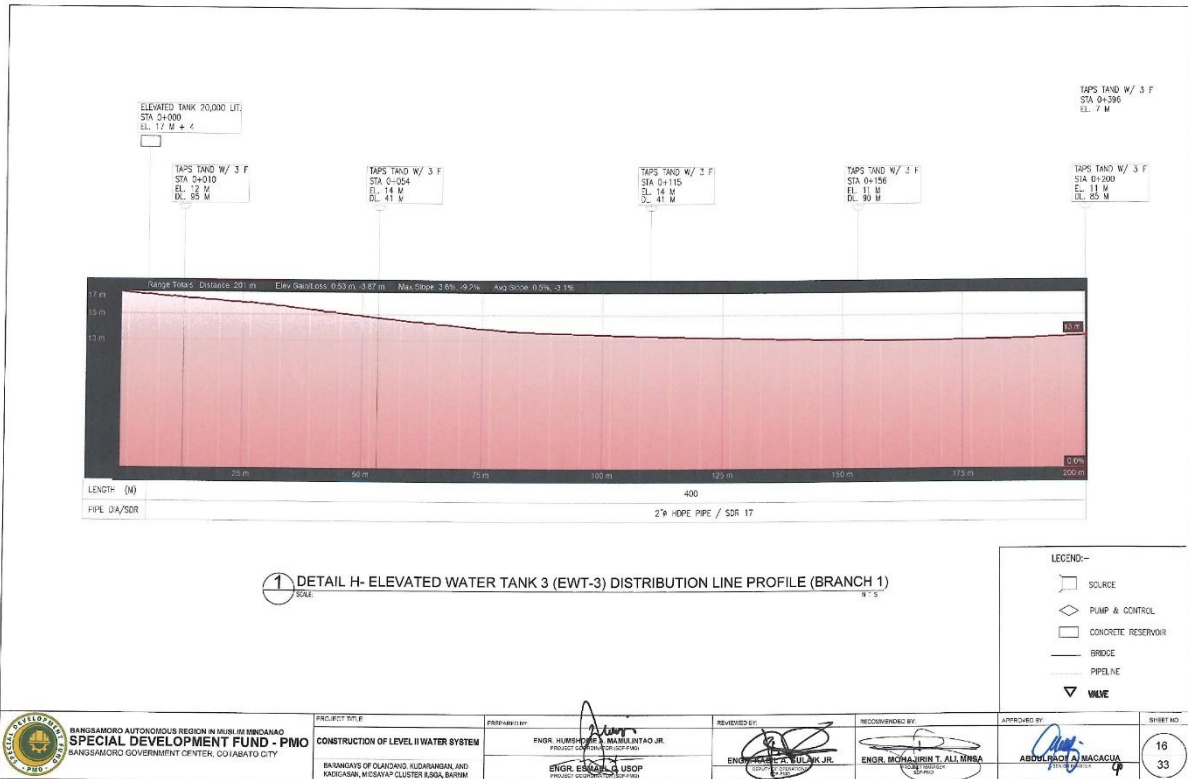 TAPS TAND W/ 3 F
STA 0+396
EL. 7 M
ELEVATED TANK 20,000 LIT.
STA 0+000
EL. 17 M + 4
TAPS TAND W/ 3 F
STA 0+010
EL. 12 M
DL. 95 M
TAPS TAND W/ 3 F
STA 0+054
EL. 14 M
DL. 41 M
TAPS TAND W/ 3 F
STA 0+115
EL. 14 M
DL. 41 M
TAPS TAND W/ 3 F
STA 0+156
EL. 11 M
DL. 90 M
TAPS TAND W/ 3 F
STA 0+200
EL. 11 M
DL. 85 M
Range Totals: Distance: 201 m Elev Gain/Loss: 0.53 m, -3.87 m Max Slope: 3.6%, -9.2% Avg Slope: 0.5%, -3.1%
17 m
15 m
13 m
13 m
0.0%
25 m 50 m 75 m 100 m 125 m 150 m 175 m 200 m
LENGTH (M) 400
PIPE DIA/SDR 2"ø HDPE PIPE / SDR 17
1 DETAIL H- ELEVATED WATER TANK 3 (EWT-3) DISTRIBUTION LINE PROFILE (BRANCH 1)
SCALE: N T S
LEGEND:-
SOURCE
PUMP & CONTROL
CONCRETE RESERVOIR
BRIDGE
PIPELINE
VALVE
SPECIAL DEVELOPMENT FUND
-PMO-
BANGSAMORO AUTONOMOUS REGION IN MUSLIM MINDANAO
SPECIAL DEVELOPMENT FUND - PMO
BANGSAMORO GOVERNMENT CENTER, COTABATO CITY
PROJECT TITLE
CONSTRUCTION OF LEVEL II WATER SYSTEM
BARANGAYS OF OLANDANG, KUDARANGAN, AND
KADIGASAN, MIDSAYAP CLUSTER II,SGA, BARMM
PREPARED BY:
ENGR. HUMSHODIE A. MAMULINTAO JR.
PROJECT COORDINATOR (SDF-PMO)
ENGR. ESMAIL G. USOP
PROJECT COORDINATOR (SDF-PMO)
REVIEWED BY:
RECOMMENDED BY:
ENGR. MOHAJIRIN T. ALI, MNSA
PROJECT MANAGER
SDF-PMO
APPROVED BY:
ABDULRAOF A. MACACUA
SHEET NO.
16
33